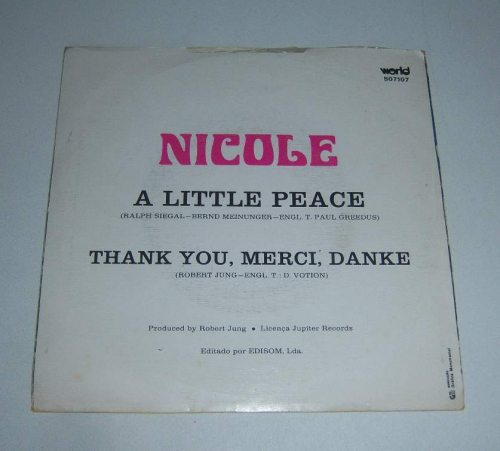 world
507107
NICOLE
A LITTLE PEACE
(RALPH SIEGAL—BERND MEINUNGER—ENGL. T. PAUL GREEDUS)
THANK YOU, MERCI, DANKE
(ROBERT JUNG—ENGL. T.: D. VOTION)
Produced by Robert Jung • Licença Jupiter Records
Editado por EDISOM, Lda.